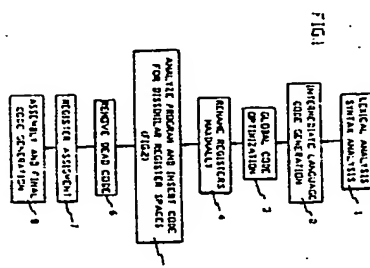 FIG.1
LEXICAL ANALYSIS
SYNTAX ANALYSIS
1
INTERMEDIATE LANGUAGE
CODE GENERATION
2
GLOBAL CODE
OPTIMIZATION
3
RENAME REGISTERS
MAXIMALLY
4
ANALYZE PROGRAM AND INSERT CODE
FOR DISSIMILAR REGISTER SPACES
(FIG.2)
REMOVE DEAD CODE
6
REGISTER ASSIGNMENT
7
ASSEMBLY AND FINAL
CODE GENERATION
8